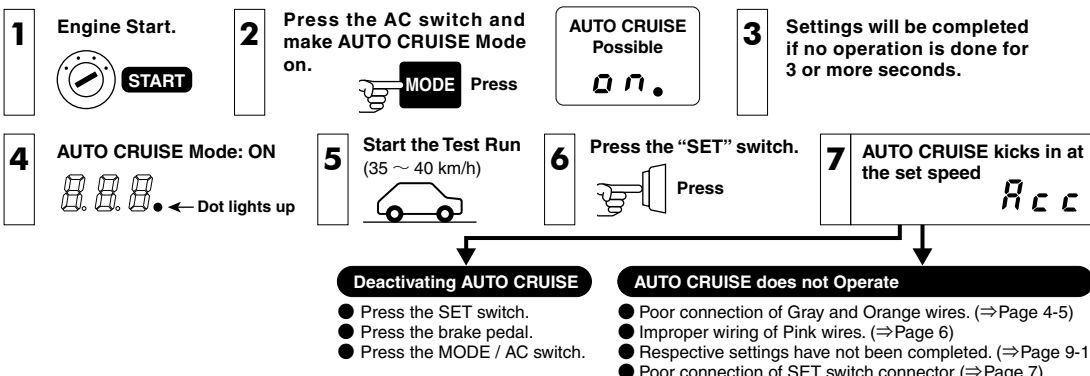 1
Engine Start.
START
2
Press the AC switch and
make AUTO CRUISE Mode
on.
MODE
Press
AUTO CRUISE
Possible
on.
3
Settings will be completed
if no operation is done for
3 or more seconds.
4
AUTO CRUISE Mode: ON
8.8.8.
← Dot lights up
5
Start the Test Run
(35 ～ 40 km/h)
6
Press the “SET” switch.
Press
7
AUTO CRUISE kicks in at
the set speed
Acc
Deactivating AUTO CRUISE
● Press the SET switch.
● Press the brake pedal.
● Press the MODE / AC switch.
AUTO CRUISE does not Operate
● Poor connection of Gray and Orange wires. (⇒Page 4-5)
● Improper wiring of Pink wires. (⇒Page 6)
● Respective settings have not been completed. (⇒Page 9-1
● Poor connection of SET switch connector (⇒Page 7)